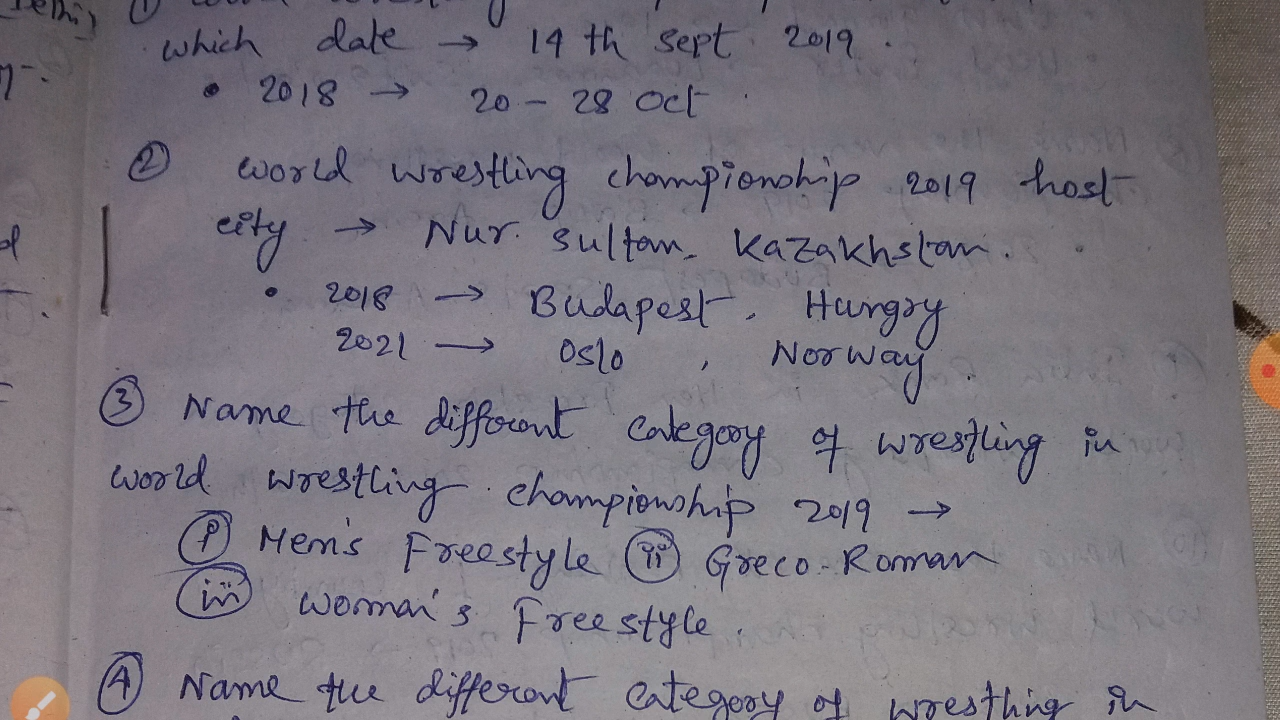 which date → 14 th sept 2019.
• 2018 → 20 - 28 Oct
② world wrestling championship 2019 host
city → Nur. Sultan, Kazakhstan.
• 2018 → Budapest, Hungry
2021 → Oslo, Norway.
③ Name the different category of wrestling in
world wrestling championship 2019 →
ⓘ Men's Freestyle ⓘⓘ Greco-Roman
ⓘⓘⓘ Woman's Freestyle.
④ Name the different category of wrestling in